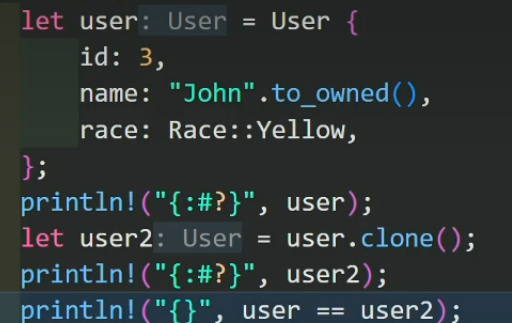 let user: User = User {
id: 3,
name: "John".to_owned(),
race: Race::Yellow,
};
println!("{:#?}", user);
let user2: User = user.clone();
println!("{:#?}", user2);
println!("{}", user == user2);